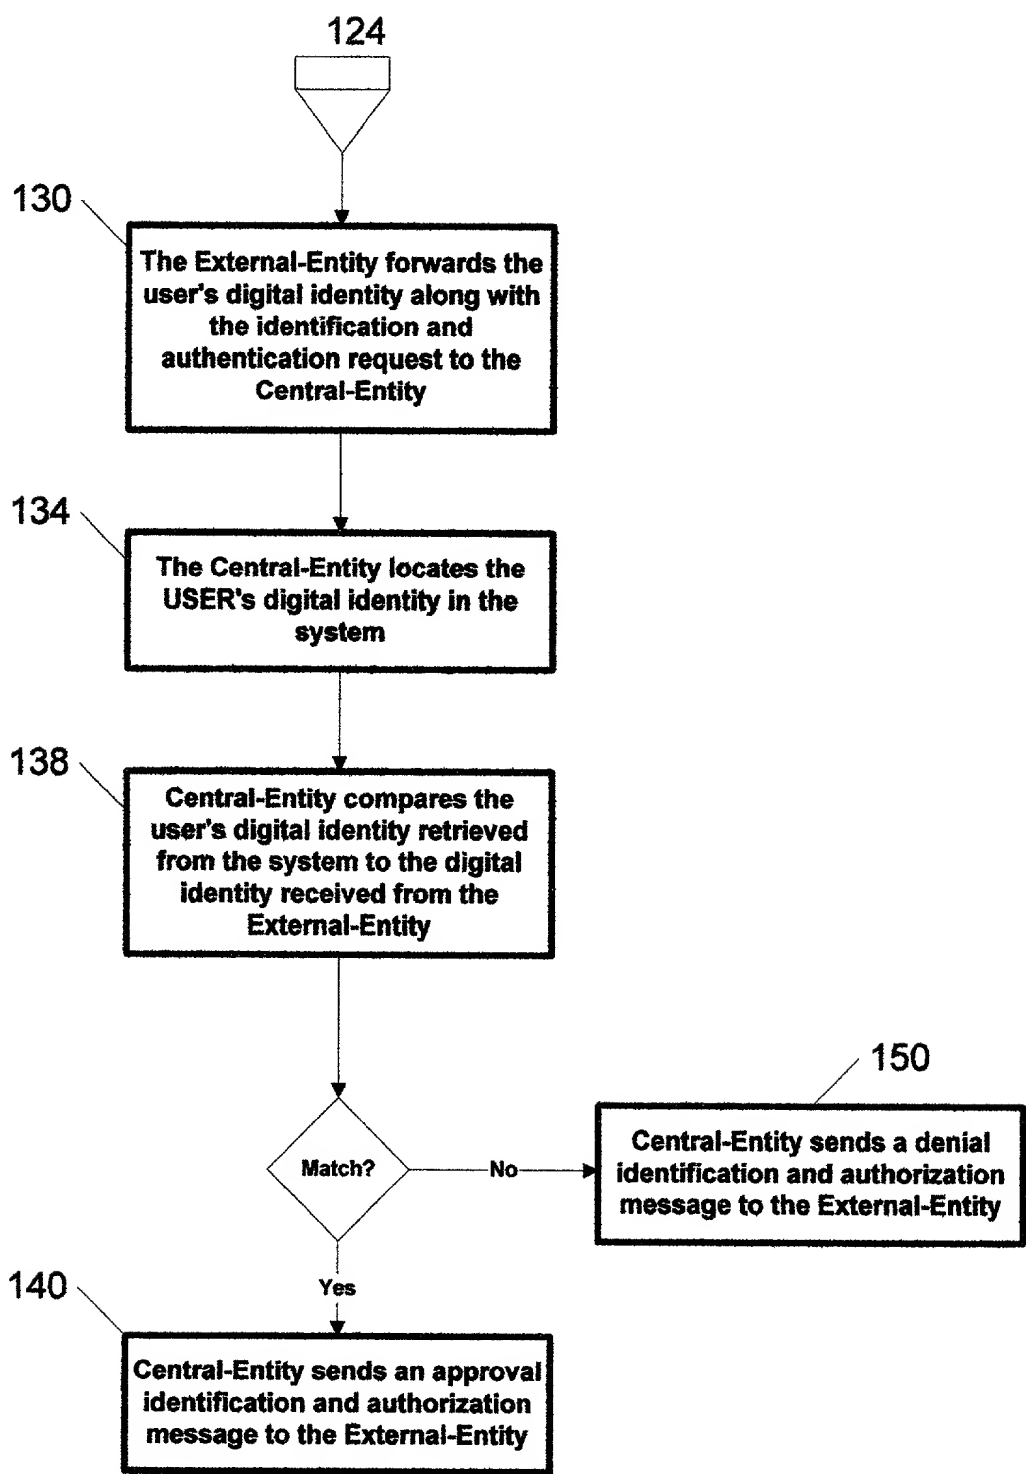 124
130
The External-Entity forwards the
user's digital identity along with
the identification and
authentication request to the
Central-Entity
134
The Central-Entity locates the
USER's digital identity in the
system
138
Central-Entity compares the
user's digital identity retrieved
from the system to the digital
identity received from the
External-Entity
150
Central-Entity sends a denial
identification and authorization
message to the External-Entity
Match?
No
Yes
140
Central-Entity sends an approval
identification and authorization
message to the External-Entity